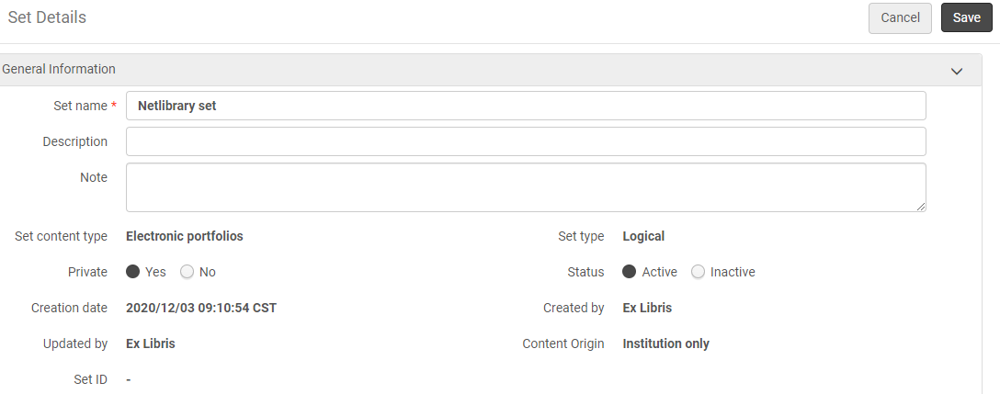 Set Details
Cancel
Save
General Information
Set name * Netlibrary set
Description
Note
Set content type Electronic portfolios Set type Logical
Private Yes No Status Active Inactive
Creation date 2020/12/03 09:10:54 CST Created by Ex Libris
Updated by Ex Libris Content Origin Institution only
Set ID -